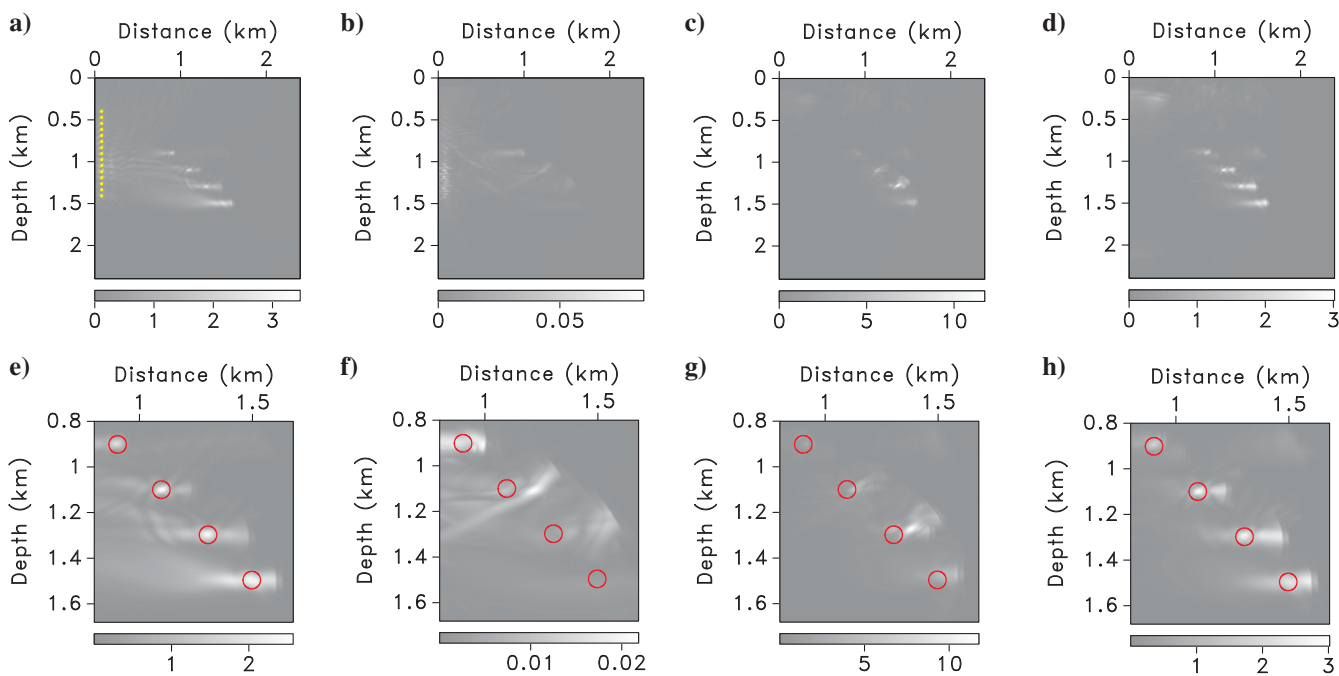 a)
Distance (km)
0 1 2
0
0.5
1
1.5
2
Depth (km)
0 1 2 3
b)
Distance (km)
0 1 2
0
0.5
1
1.5
2
Depth (km)
0.05
c)
Distance (km)
0 1 2
0
0.5
1
1.5
2
Depth (km)
0 5 10
d)
Distance (km)
0 1 2
0
0.5
1
1.5
2
Depth (km)
0 1 2 3
e)
Distance (km)
1 1.5
0.8
1
1.2
1.4
1.6
Depth (km)
1 2
f)
Distance (km)
1 1.5
0.8
1
1.2
1.4
1.6
Depth (km)
0.01 0.02
g)
Distance (km)
1 1.5
0.8
1
1.2
1.4
1.6
Depth (km)
5 10
h)
Distance (km)
1 1.5
0.8
1
1.2
1.4
1.6
Depth (km)
1 2 3